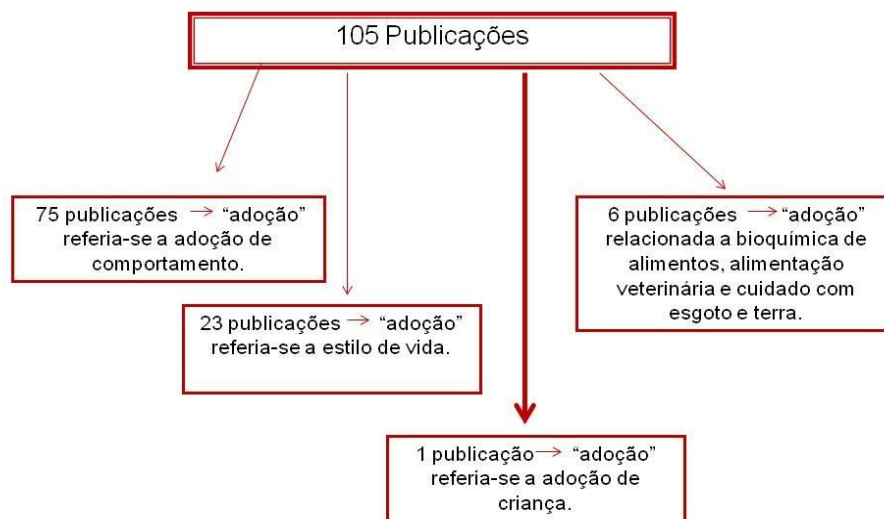 105 Publicações
75 publicações → “adoção”
referia-se a adoção de
comportamento.
23 publicações → “adoção”
referia-se a estilo de vida.
6 publicações → “adoção”
relacionada a bioquímica de
alimentos, alimentação
veterinária e cuidado com
esgoto e terra.
1 publicação → “adoção”
referia-se a adoção de
criança.